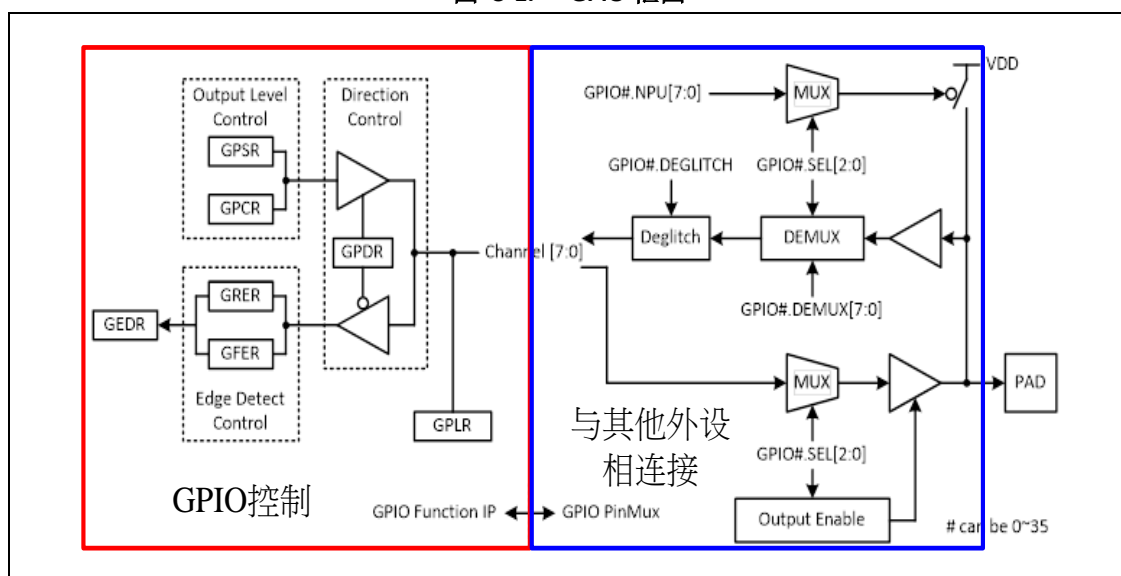 Output Level
Control
GPSR
GPCR
Direction
Control
GPDR
GEDR
GRER
GFER
Edge Detect
Control
GPLR
GPIO控制
GPIO Function IP
GPIO PinMux
Channel [7:0]
VDD
GPIO#.NPU[7:0]
MUX
GPIO#.DEGLITCH
GPIO#.SEL[2:0]
Deglitch
DEMUX
GPIO#.DEMUX[7:0]
MUX
PAD
与其他外设
相连接
GPIO#.SEL[2:0]
Output Enable
# can be 0~35